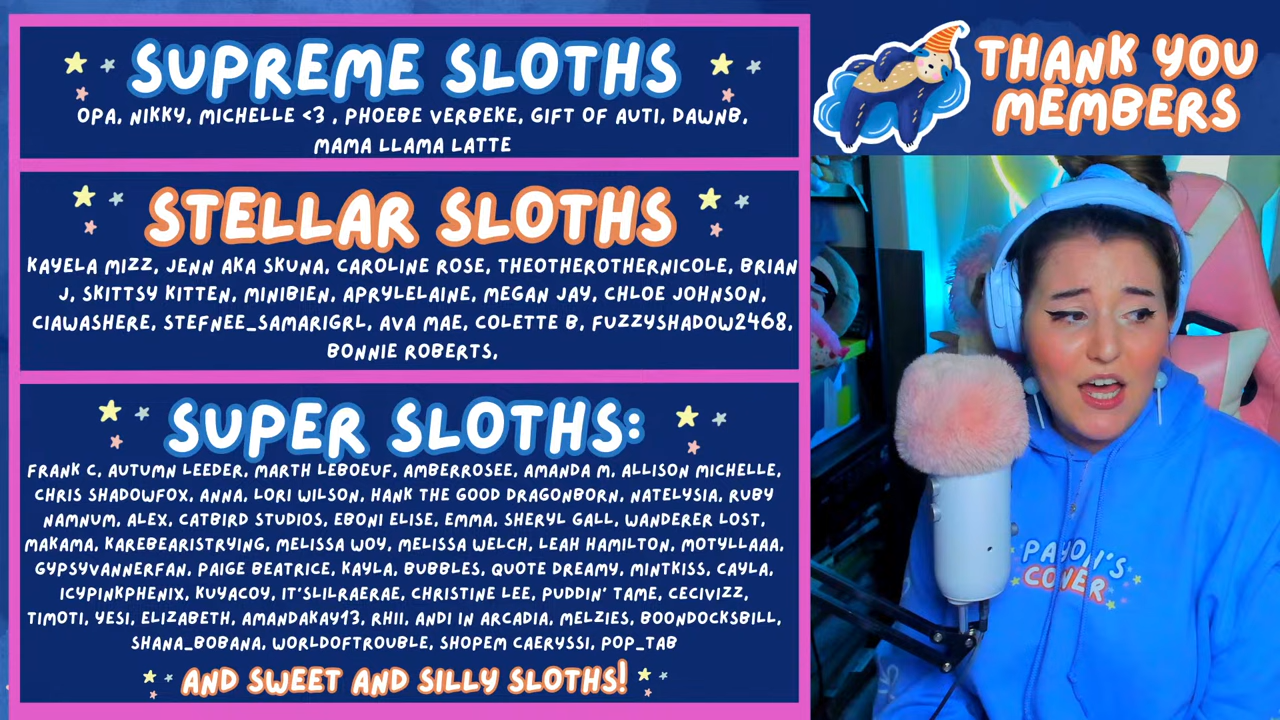 SUPREME SLOTHS
OPA, NIKKY, MICHELLE <3 , PHOEBE VERBEKE, GIFT OF AUTI, DAWNB,
MAMA LLAMA LATTE
STELLAR SLOTHS
KAYELA MIZZ, JENN AKA SKUNA, CAROLINE ROSE, THEOTHEROTHERNICOLE, BRIAN
J, SKITTSY KITTEN, MINIBIEN, APRYLELAINE, MEGAN JAY, CHLOE JOHNSON,
CIAWASHERE, STEFNEE_SAMARIGRL, AVA MAE, COLETTE B, FUZZYSHADOW2468,
BONNIE ROBERTS,
SUPER SLOTHS:
FRANK C, AUTUMN LEEDER, MARTH LEBOEUF, AMBERROSEE, AMANDA M, ALLISON MICHELLE,
CHRIS SHADOWFOX, ANNA, LORI WILSON, HANK THE GOOD DRAGONBORN, NATELYSIA, RUBY
NAMNUM, ALEX, CATBIRD STUDIOS, EBONI ELISE, EMMA, SHERYL GALL, WANDERER LOST,
MAKAMA, KAREBEARISTRYING, MELISSA WOY, MELISSA WELCH, LEAH HAMILTON, MOTYLLAAA,
GYPSYVANNERFAN, PAIGE BEATRICE, KAYLA, BUBBLES, QUOTE DREAMY, MINTKISS, CAYLA,
ICYPINKPHENIX, KUYACOY, IT'SLILRAERAE, CHRISTINE LEE, PUDDIN' TAME, CECIVIZZ,
TIMOTI, YESI, ELIZABETH, AMANDAKAY13, RHII, ANDI IN ARCADIA, MELZIES, BOONDOCKSBILL,
SHANA_BOBANA, WORLDOFTROUBLE, SHOPEM CAERYSSI, POP_TAB
AND SWEET AND SILLY SLOTHS!
THANK YOU
MEMBERS
PAYON'S
COVER